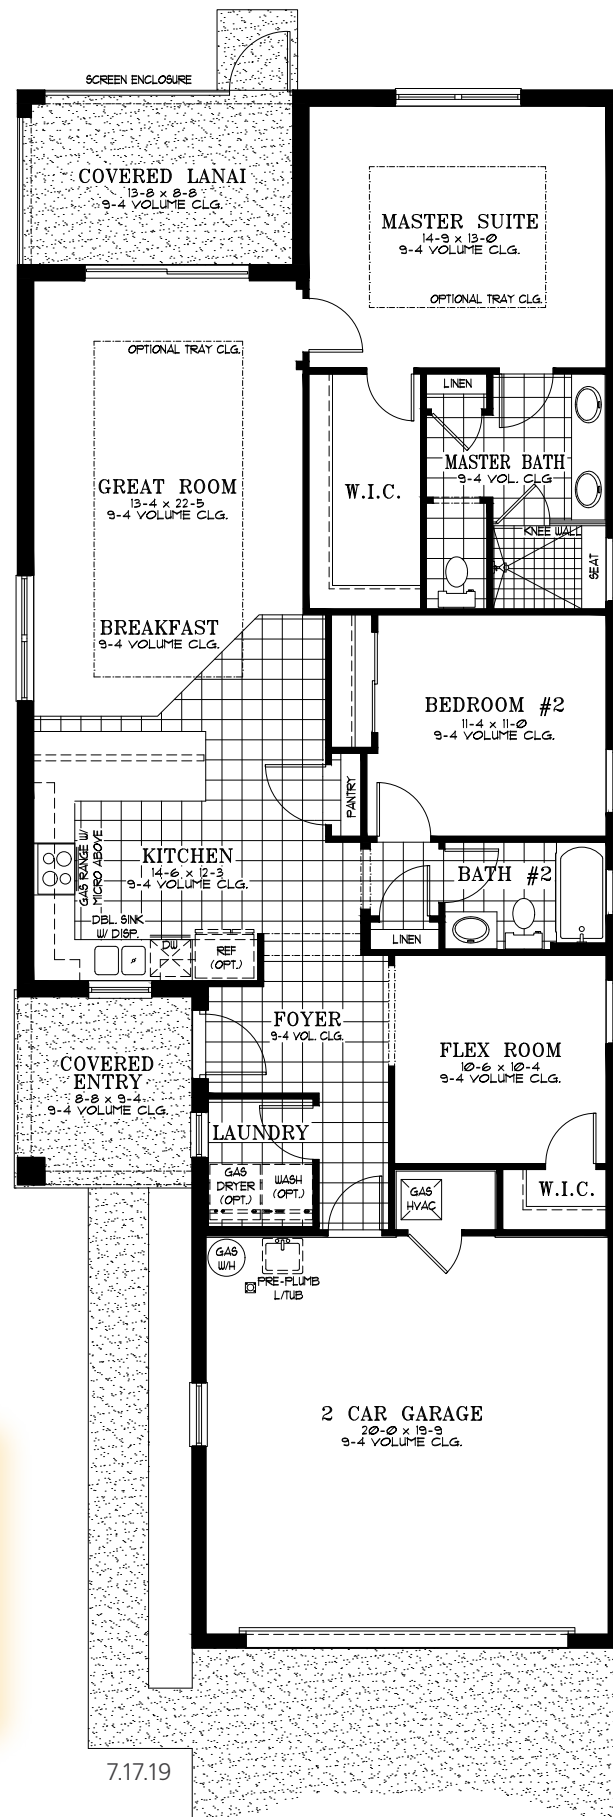 SCREEN ENCLOSURE
COVERED LANAI
13-8 x 8-8
9-4 VOLUME CLG.
MASTER SUITE
14-9 x 13-0
9-4 VOLUME CLG.
OPTIONAL TRAY CLG.
OPTIONAL TRAY CLG.
LINEN
MASTER BATH
9-4 VOL. CLG
GREAT ROOM
13-4 x 22-5
9-4 VOLUME CLG.
W.I.C.
KNEE WALL
SEAT
BREAKFAST
9-4 VOLUME CLG.
BEDROOM #2
11-4 x 11-0
9-4 VOLUME CLG.
PANTRY
GAS RANGE W/
MICRO ABOVE
KITCHEN
14-6 x 12-3
9-4 VOLUME CLG.
BATH #2
DBL. SINK
W/ DISP.
DW
REF
(OPT.)
LINEN
FOYER
9-4 VOL. CLG.
COVERED
ENTRY
8-8 x 9-4
9-4 VOLUME CLG.
FLEX ROOM
10-6 x 10-4
9-4 VOLUME CLG.
LAUNDRY
GAS
DRYER
(OPT.)
WASH
(OPT.)
GAS
HVAC
W.I.C.
GAS
W/H
PRE-PLUMB
L/TUB
2 CAR GARAGE
20-0 x 19-9
9-4 VOLUME CLG.
7.17.19